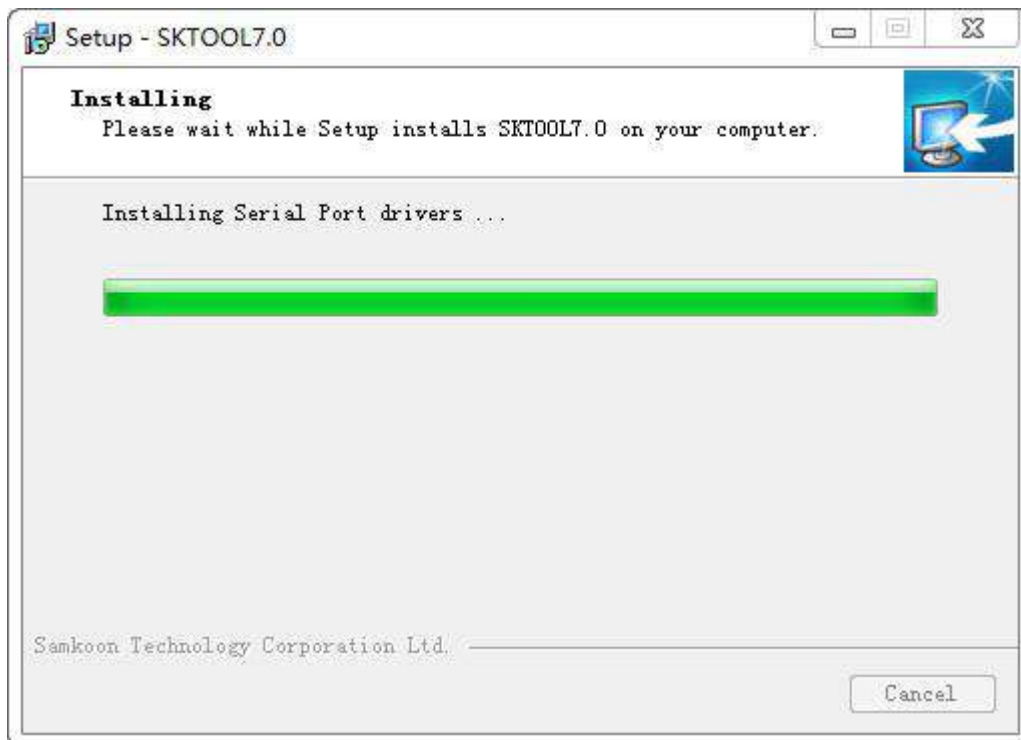 Setup - SKTOOL7.0
Installing
Please wait while Setup installs SKTOOL7.0 on your computer.
Installing Serial Port drivers ...
Samkoon Technology Corporation Ltd.
Cancel